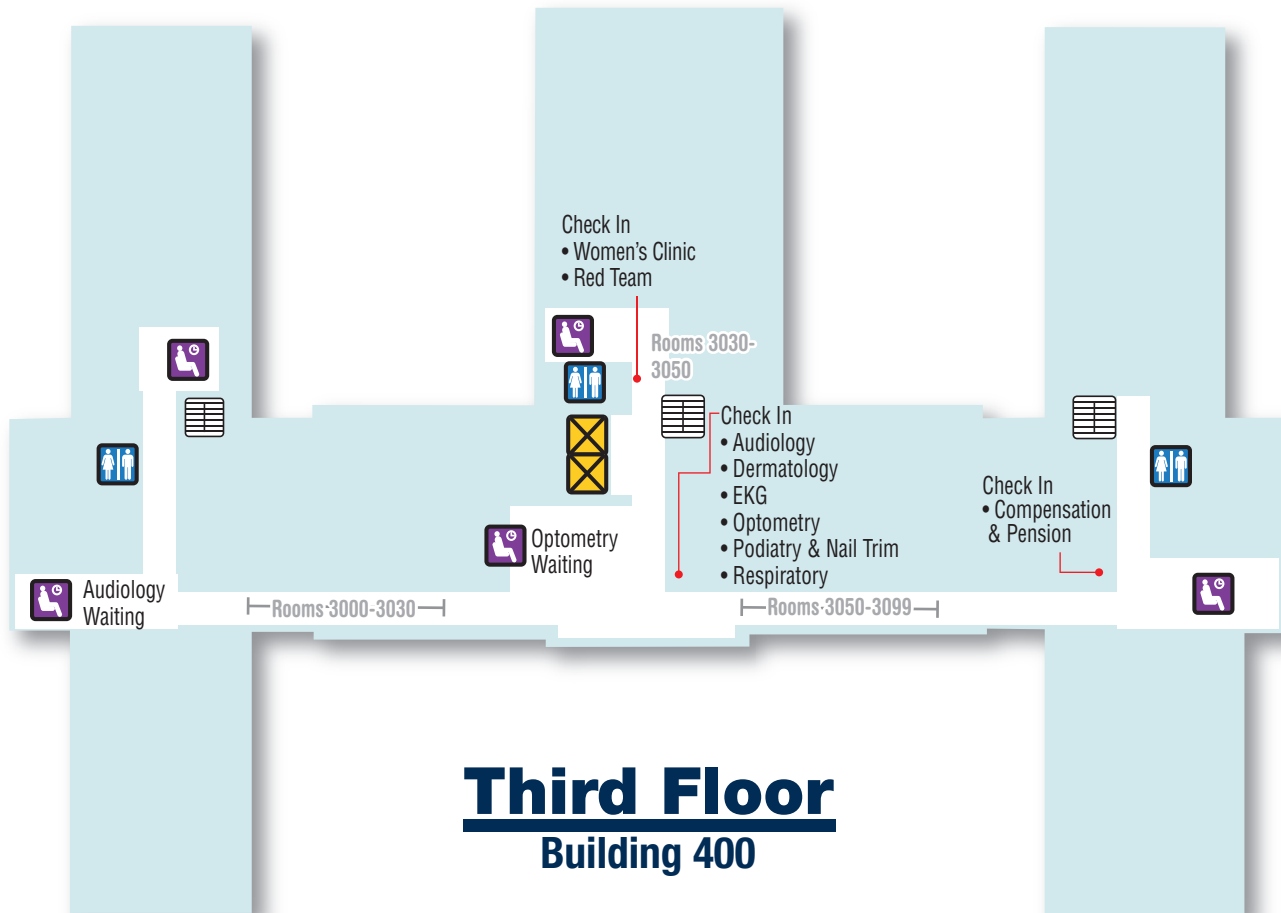 Check In
• Women's Clinic
• Red Team
Rooms 3030-
3050
Check In
• Audiology
• Dermatology
• EKG
• Optometry
• Podiatry & Nail Trim
• Respiratory
Optometry
Waiting
Check In
• Compensation
& Pension
Audiology
Waiting
Rooms 3000-3030
Rooms 3050-3099
Third Floor
Building 400